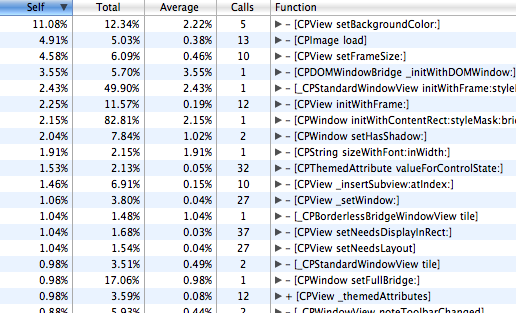 Self ▼ Total Average Calls Function
11.08% 12.34% 2.22% 5 ▶ – [CPView setBackgroundColor:]
4.91% 5.03% 0.38% 13 ▶ – [CPImage load]
4.58% 6.09% 0.46% 10 ▶ – [CPView setFrameSize:]
3.55% 5.70% 3.55% 1 ▶ – [CPDOMWindowBridge _initWithDOMWindow:]
2.43% 49.90% 2.43% 1 ▶ – [_CPStandardWindowView initWithFrame:style
2.25% 11.57% 0.19% 12 ▶ – [CPView initWithFrame:]
2.15% 82.81% 2.15% 1 ▶ – [CPWindow initWithContentRect:styleMask:bri
2.04% 7.84% 1.02% 2 ▶ – [CPWindow setHasShadow:]
1.91% 2.15% 1.91% 1 ▶ – [CPString sizeWithFont:inWidth:]
1.53% 2.13% 0.05% 32 ▶ – [CPThemedAttribute valueForControlState:]
1.46% 6.91% 0.15% 10 ▶ – [CPView _insertSubview:atIndex:]
1.06% 3.80% 0.04% 27 ▶ – [CPView _setWindow:]
1.04% 1.48% 1.04% 1 ▶ – [_CPBorderlessBridgeWindowView tile]
1.04% 1.68% 0.03% 37 ▶ – [CPView setNeedsDisplayInRect:]
1.04% 1.54% 0.04% 27 ▶ – [CPView setNeedsLayout]
0.98% 3.51% 0.49% 2 ▶ – [_CPStandardWindowView tile]
0.98% 17.06% 0.98% 1 ▶ – [CPWindow setFullBridge:]
0.98% 3.59% 0.08% 12 ▶ + [CPView _themedAttributes]
0.88% 5.93% 0.44% 2 ▶ – [_CPWindowView noteToolbarChanged]